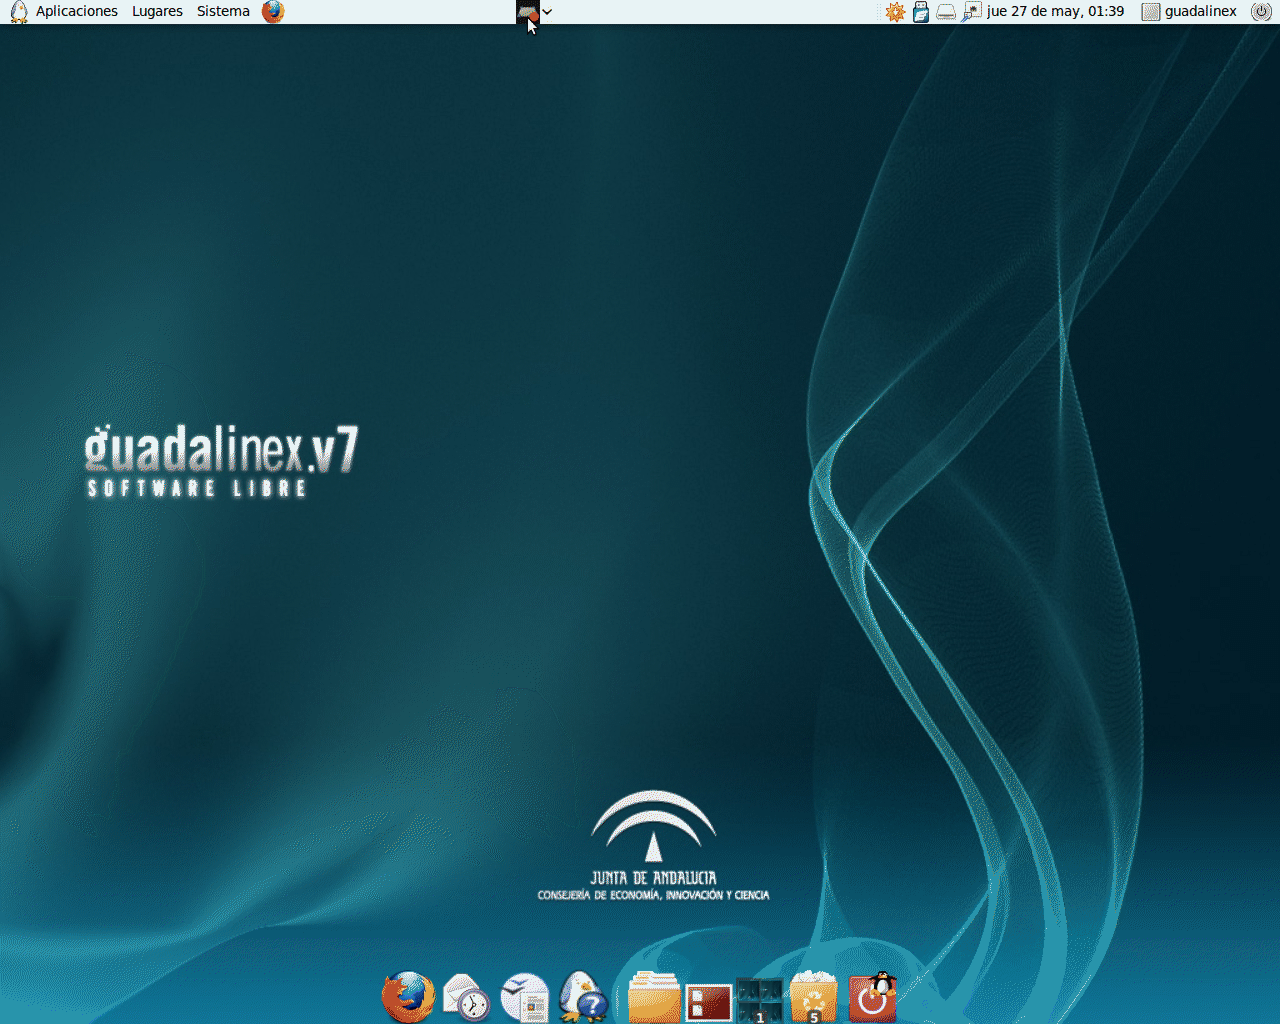 Aplicaciones Lugares Sistema jue 27 de may, 01:39 guadalinex
guadalinex.v7
SOFTWARE LIBRE
JUNTA DE ANDALUCIA
CONSEJERÍA DE ECONOMÍA, INNOVACIÓN Y CIENCIA
1 5